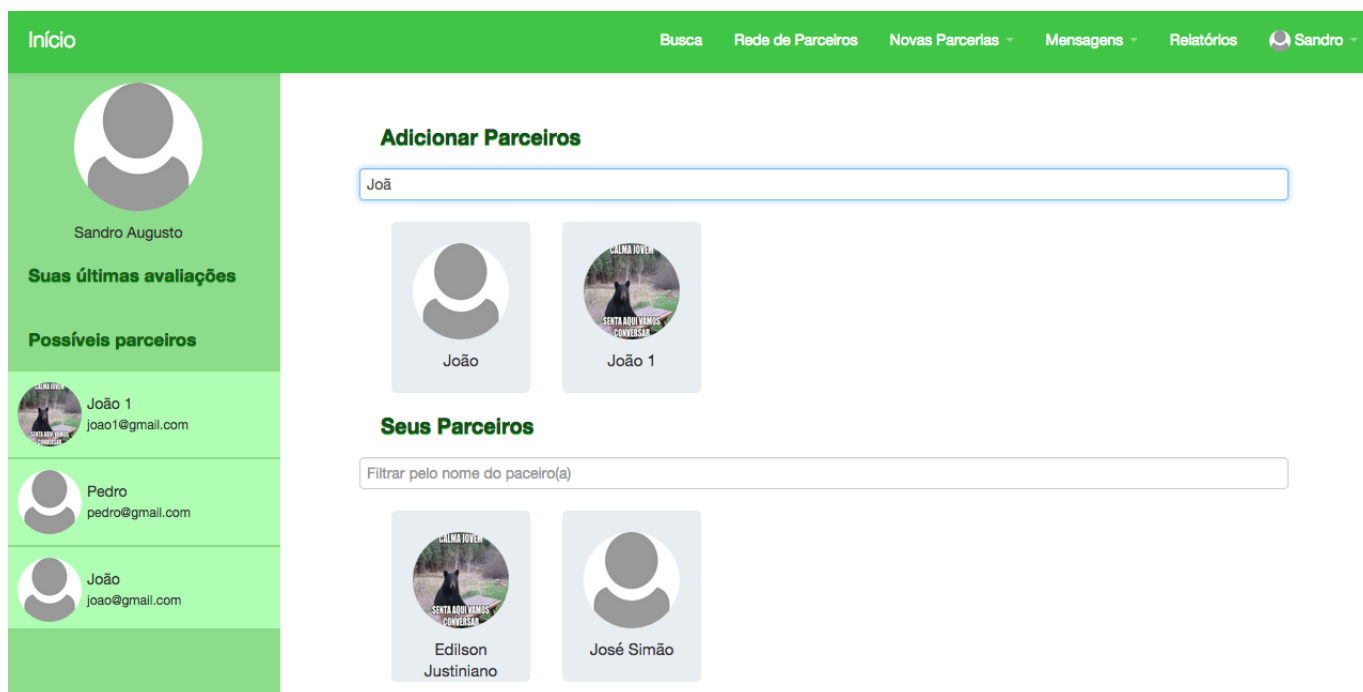 Início
Busca
Rede de Parceiros
Novas Parcerias
Mensagens
Relatórios
Sandro
Sandro Augusto
Suas últimas avaliações
Possíveis parceiros
CALMA JOVEM
SENTA AQUI VAMOS
CONVERSAR
João 1
joao1@gmail.com
Pedro
pedro@gmail.com
João
joao@gmail.com
Adicionar Parceiros
Joã
João
CALMA JOVEM
SENTA AQUI VAMOS
CONVERSAR
João 1
Seus Parceiros
Filtrar pelo nome do paceiro(a)
CALMA JOVEM
SENTA AQUI VAMOS
CONVERSAR
Edilson
Justiniano
José Simão